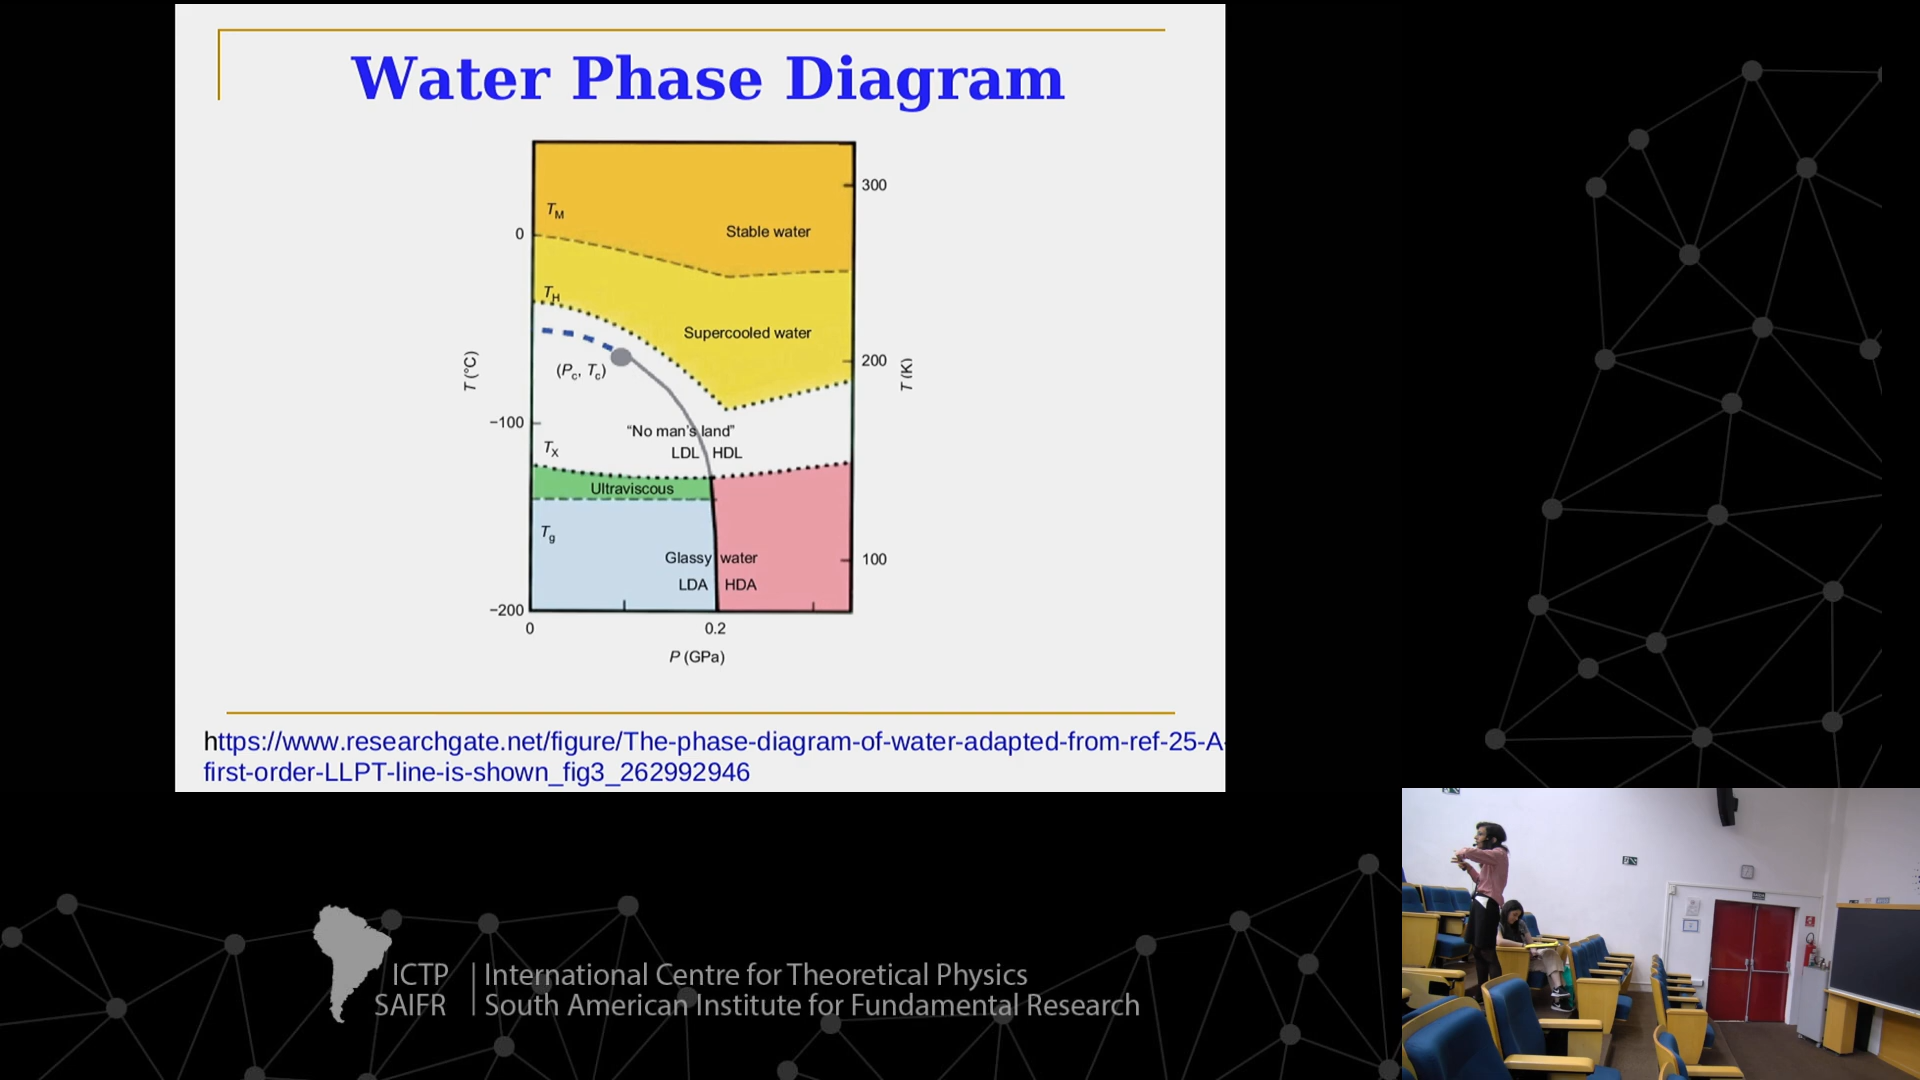 Water Phase Diagram
300
T_M
Stable water
0
T_H
Supercooled water
200
T (°C)
T (K)
(P_c, T_c)
−100
“No man’s land”
T_X
LDL HDL
Ultraviscous
T_g
Glassy water
100
LDA HDA
−200
0
0.2
P (GPa)
https://www.researchgate.net/figure/The-phase-diagram-of-water-adapted-from-ref-25-A-
first-order-LLPT-line-is-shown_fig3_262992946
ICTP | International Centre for Theoretical Physics
SAIFR | South American Institute for Fundamental Research